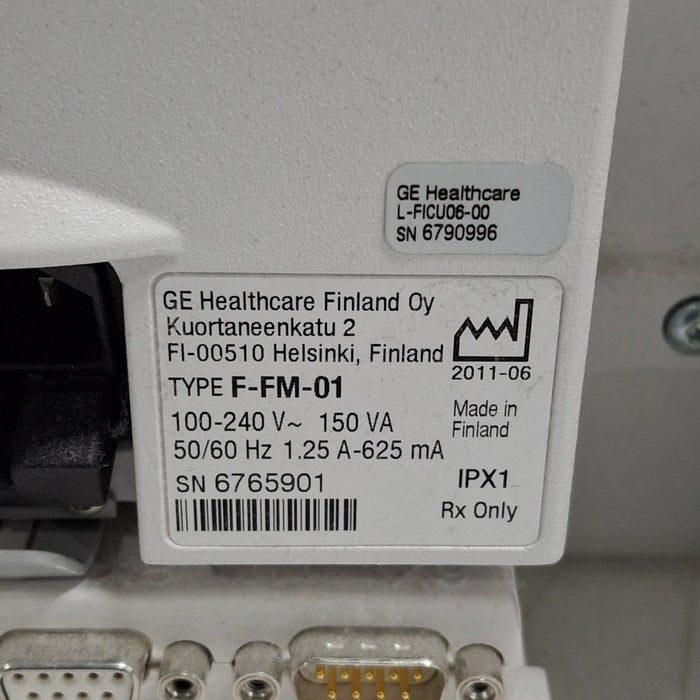 GE Healthcare
L-FICU06-00
SN 6790996
GE Healthcare Finland Oy
Kuortaneenkatu 2
FI-00510 Helsinki, Finland
2011-06
TYPE F-FM-01
Made in
Finland
100-240 V~ 150 VA
50/60 Hz 1.25 A-625 mA
SN 6765901
IPX1
Rx Only